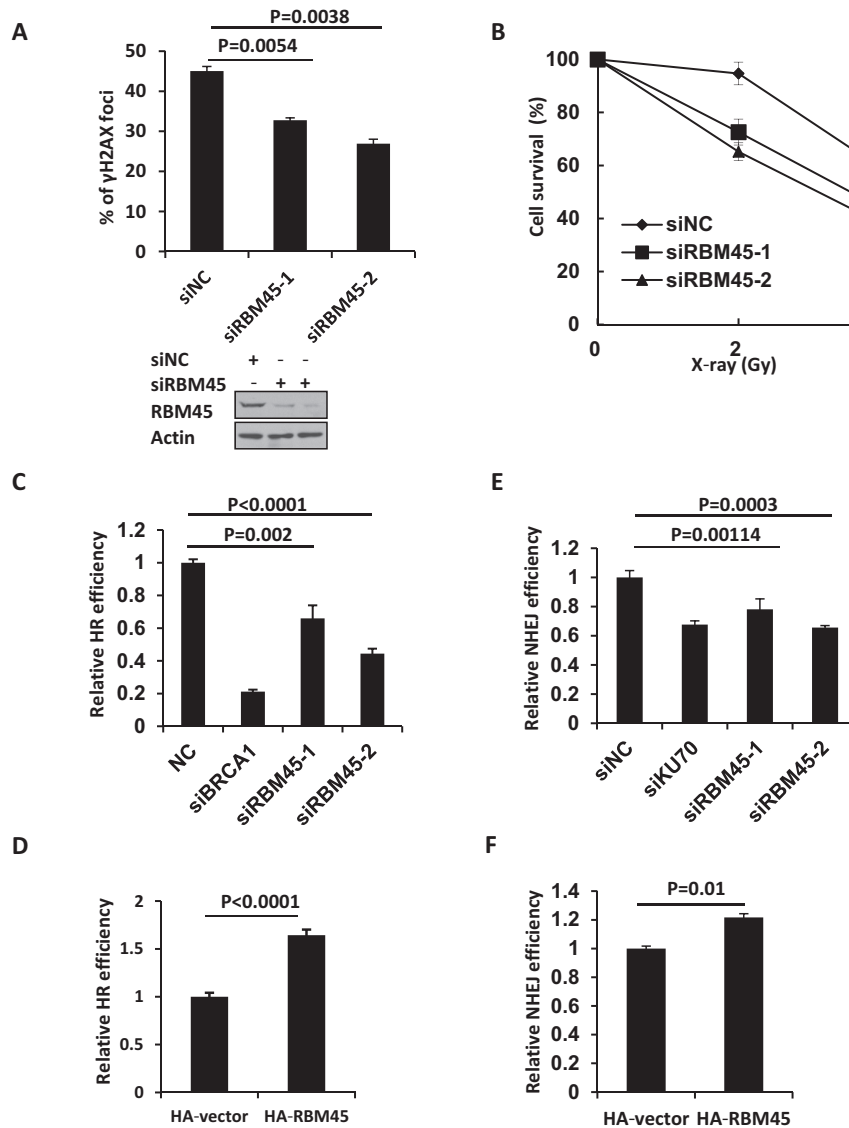 A
P=0.0038
P=0.0054
% of γH2AX foci
50
40
30
20
10
0
siNC
siRBM45-1
siRBM45-2
siNC + - -
siRBM45 - + +
RBM45
Actin
B
Cell survival (%)
100
80
60
40
20
0
siNC
siRBM45-1
siRBM45-2
0
2
X-ray (Gy)
C
P<0.0001
P=0.002
Relative HR efficiency
1.2
1
0.8
0.6
0.4
0.2
0
NC
siBRCA1
siRBM45-1
siRBM45-2
E
P=0.0003
P=0.00114
Relative NHEJ efficiency
1.2
1
0.8
0.6
0.4
0.2
0
siNC
siKU70
siRBM45-1
siRBM45-2
D
P<0.0001
Relative HR efficiency
2
1.5
1
0.5
0
HA-vector HA-RBM45
F
P=0.01
Relative NHEJ efficiency
1.4
1.2
1
0.8
0.6
0.4
0.2
0
HA-vector HA-RBM45